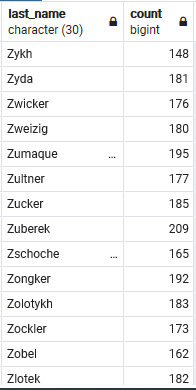 last_name count
character (30) bigint
Zykh 148
Zyda 181
Zwicker 176
Zweizig 180
Zumaque ... 195
Zultner 177
Zucker 185
Zuberek 209
Zschoche ... 165
Zongker 192
Zolotykh 183
Zockler 173
Zobel 162
Zlotek 182